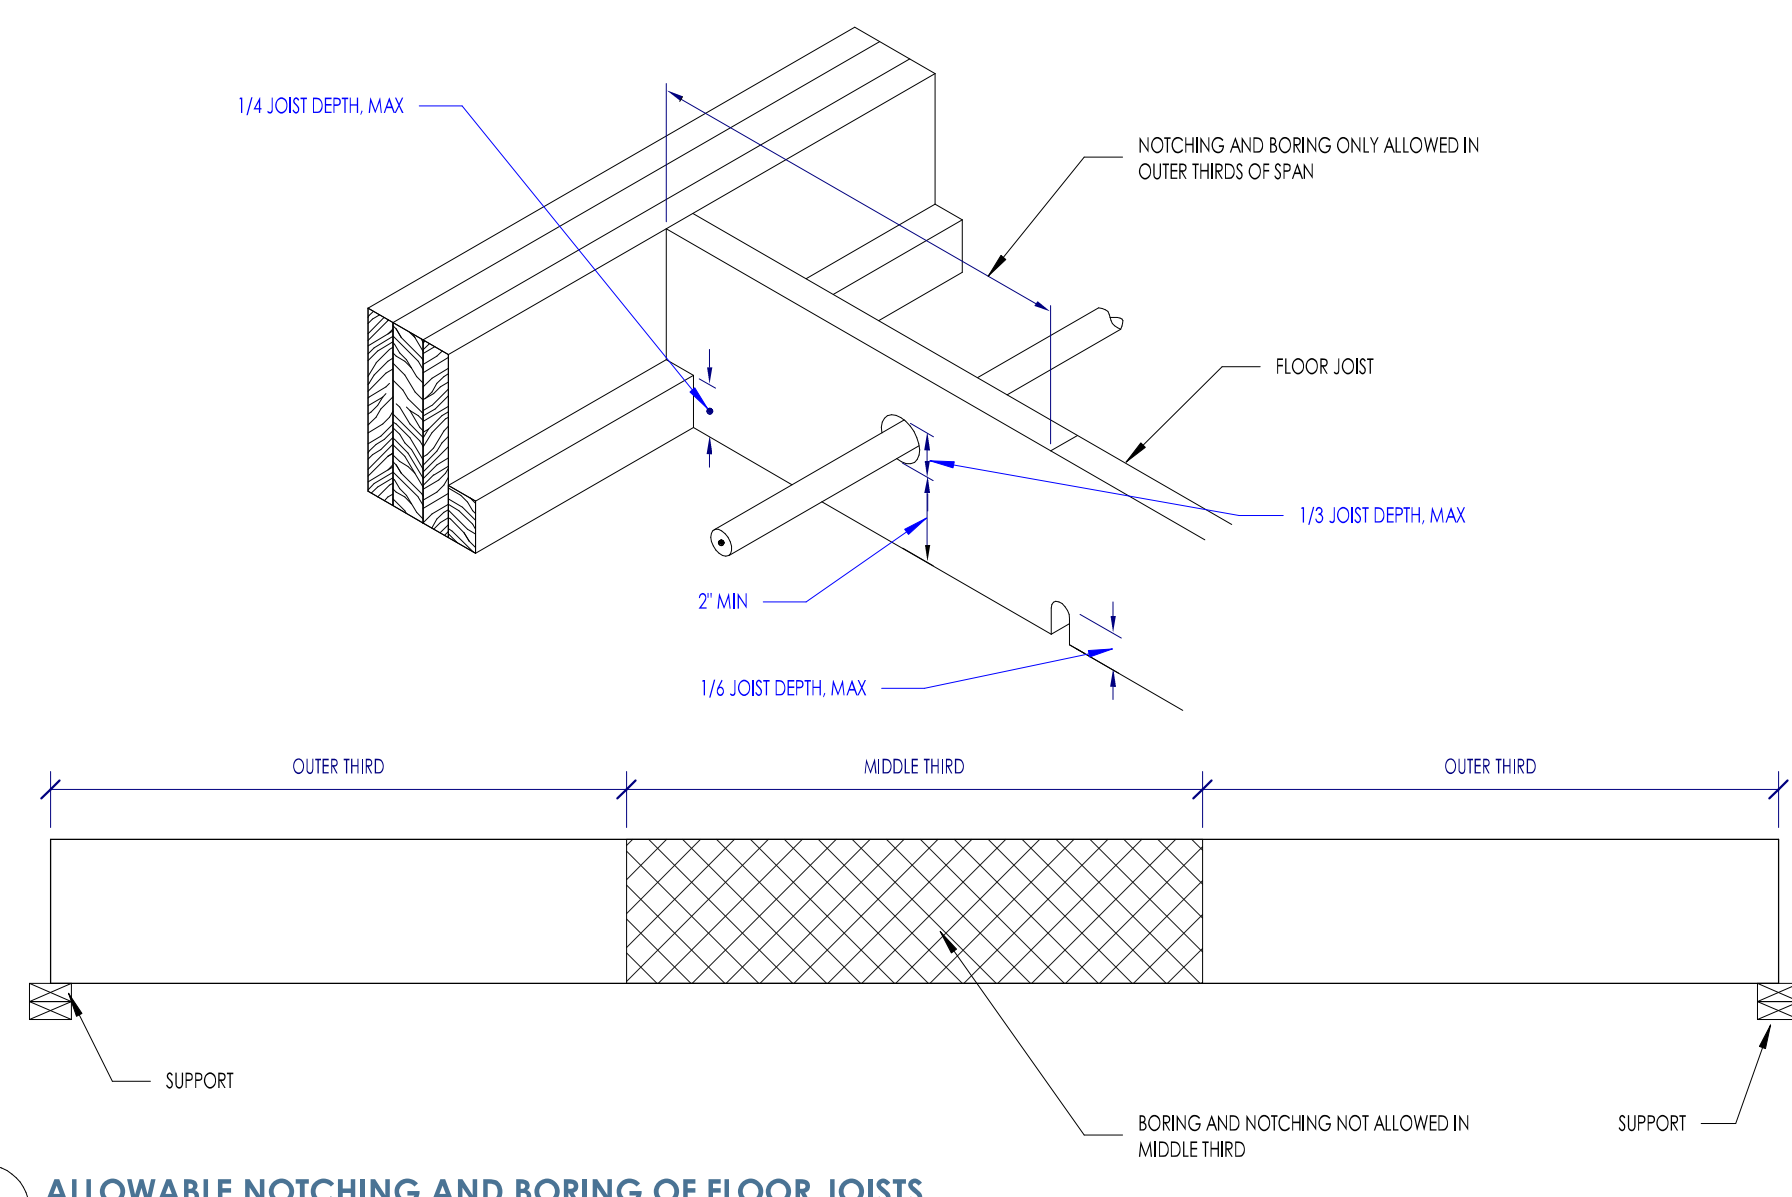 1/4 JOIST DEPTH, MAX
NOTCHING AND BORING ONLY ALLOWED IN
OUTER THIRDS OF SPAN
FLOOR JOIST
1/3 JOIST DEPTH, MAX
2" MIN
1/6 JOIST DEPTH, MAX
OUTER THIRD
MIDDLE THIRD
OUTER THIRD
SUPPORT
BORING AND NOTCHING NOT ALLOWED IN
MIDDLE THIRD
SUPPORT
ALLOWABLE NOTCHING AND BORING OF FLOOR JOISTS